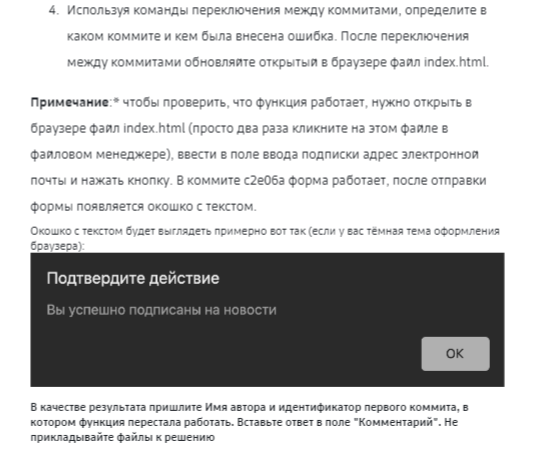 4. Используя команды переключения между коммитами, определите в
каком коммите и кем была внесена ошибка. После переключения
между коммитами обновляйте открытый в браузере файл index.html.
Примечание:* чтобы проверить, что функция работает, нужно открыть в
браузере файл index.html (просто два раза кликните на этом файле в
файловом менеджере), ввести в поле ввода подписки адрес электронной
почты и нажать кнопку. В коммите c2e06a форма работает, после отправки
формы появляется окошко с текстом.
Окошко с текстом будет выглядеть примерно вот так (если у вас тёмная тема оформления
браузера):
Подтвердите действие
Вы успешно подписаны на новости
OK
В качестве результата пришлите Имя автора и идентификатор первого коммита, в
котором функция перестала работать. Вставьте ответ в поле "Комментарий". Не
прикладывайте файлы к решению